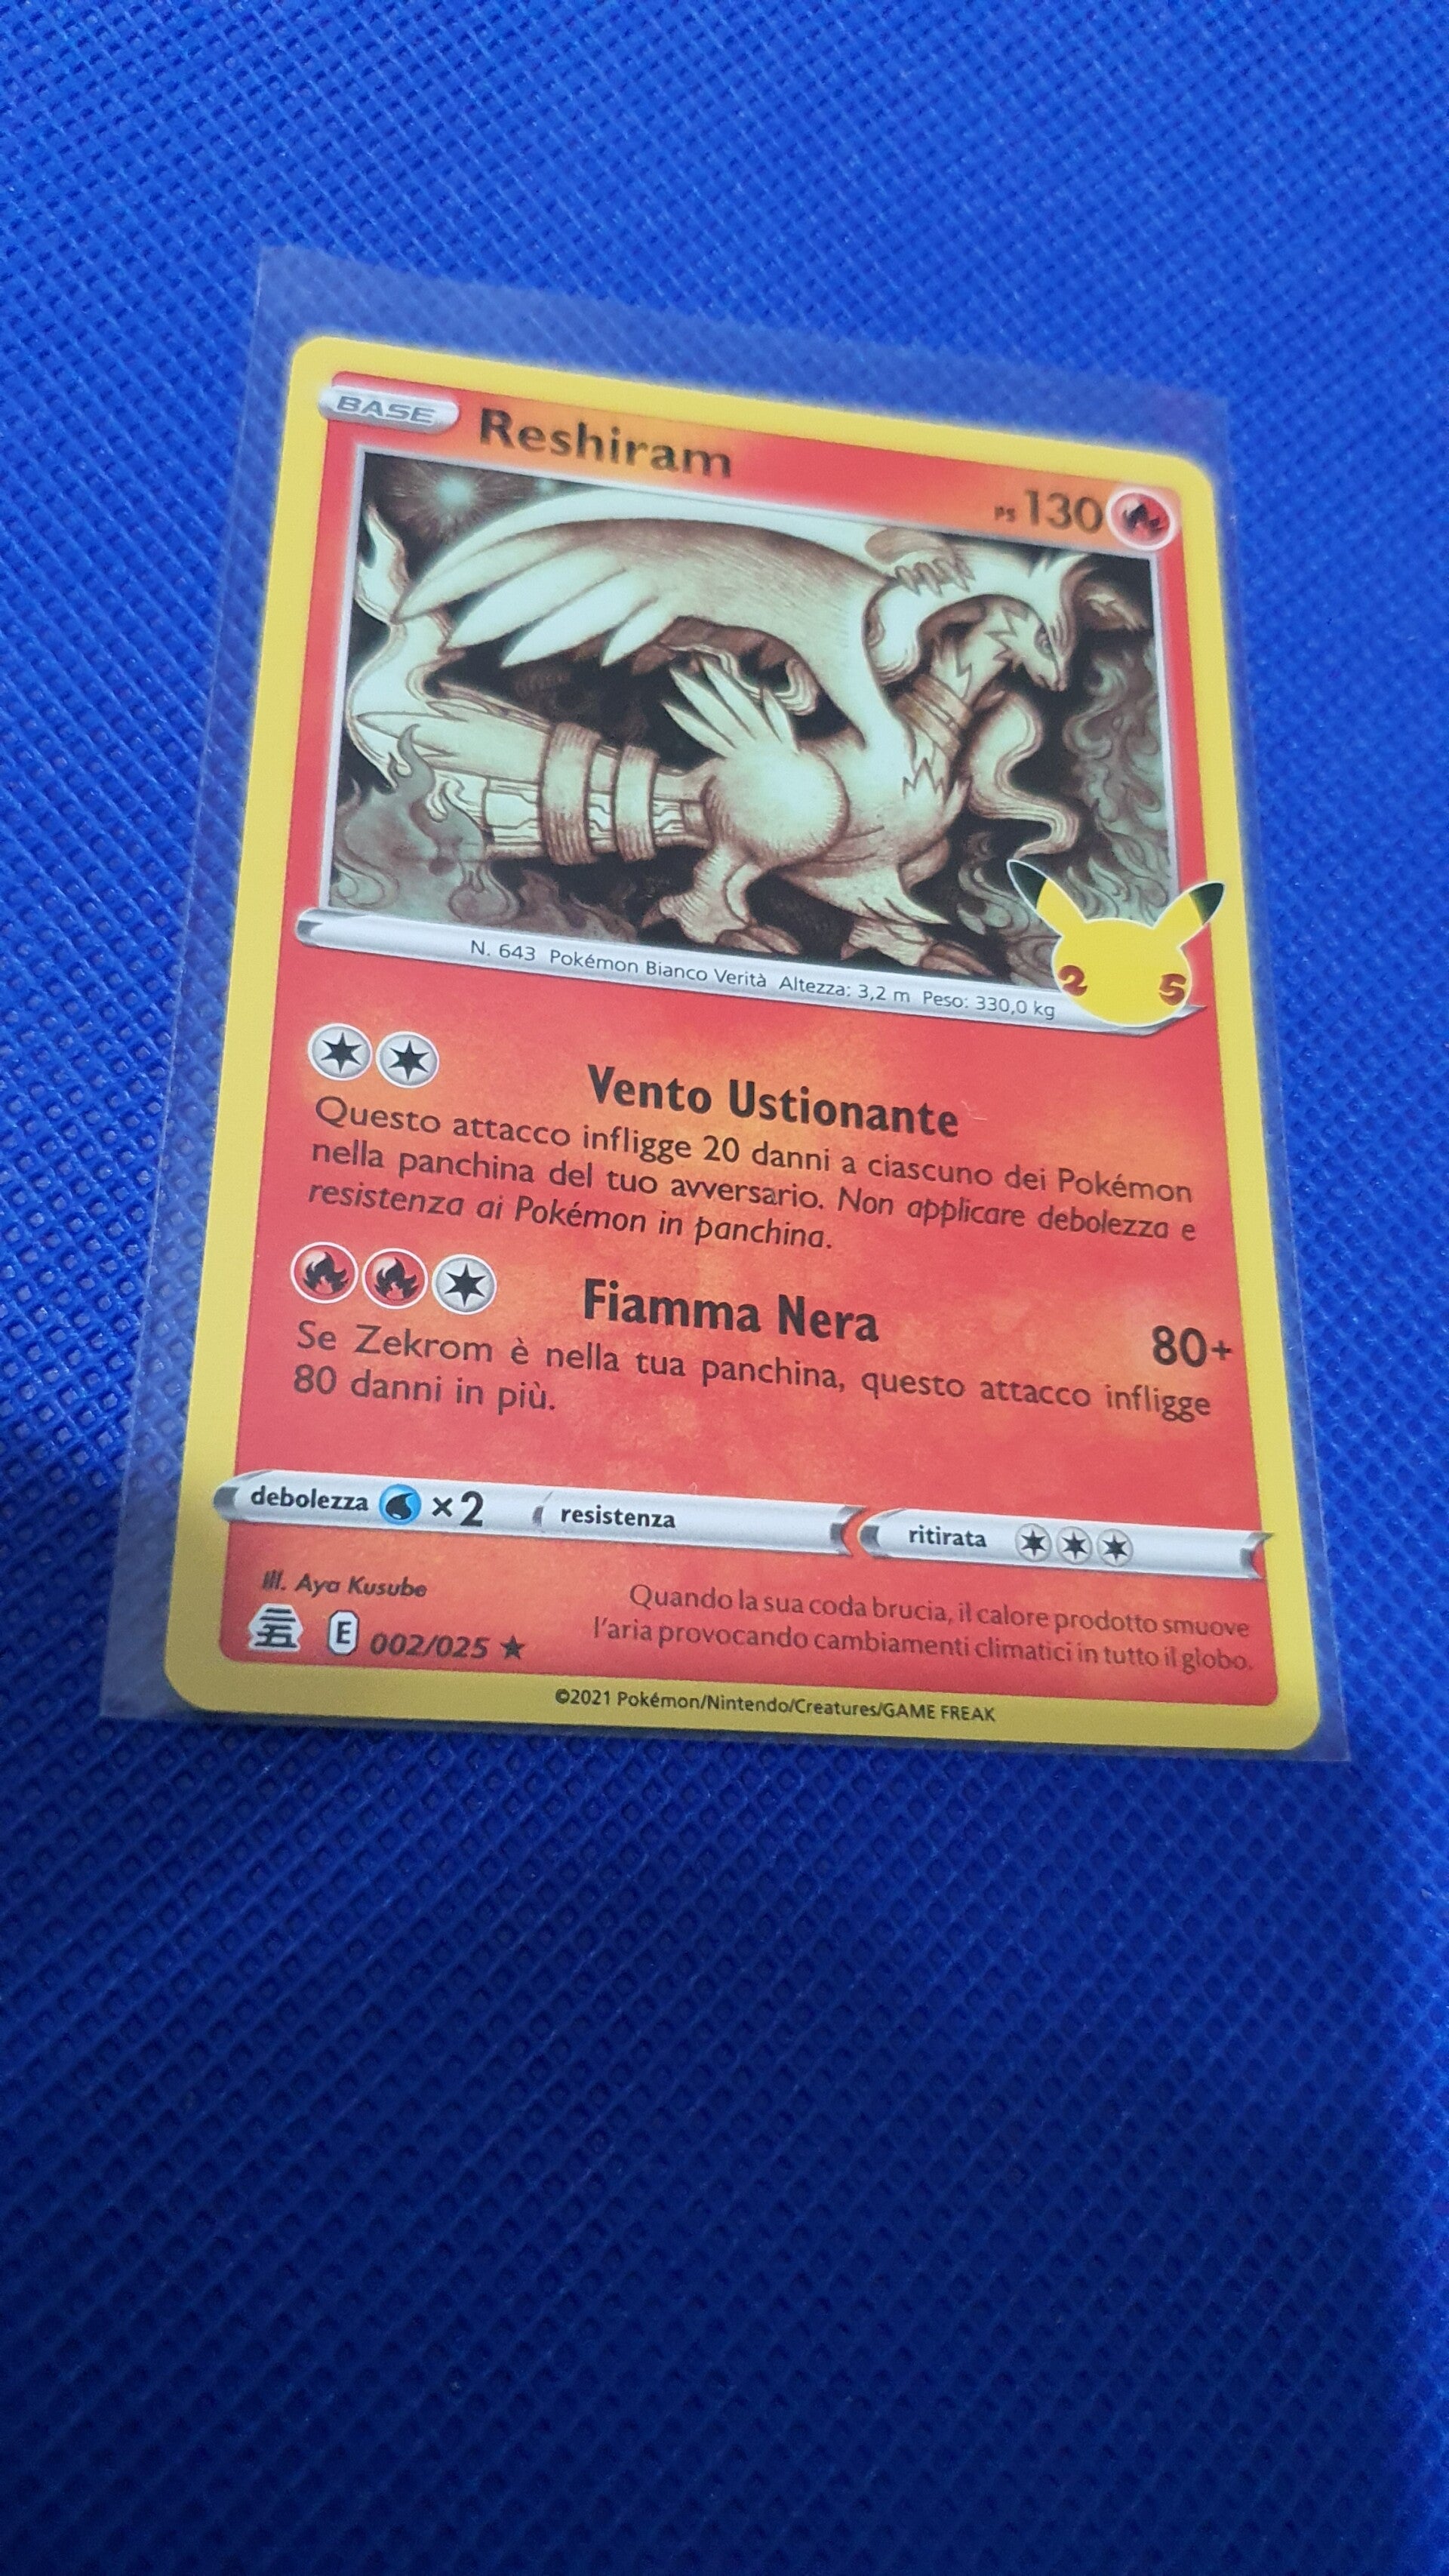 BASE Reshiram PS 130
N. 643 Pokémon Bianco Verità Altezza: 3,2 m Peso: 330,0 kg
25
Vento Ustionante
Questo attacco infligge 20 danni a ciascuno dei Pokémon
nella panchina del tuo avversario. Non applicare debolezza e
resistenza ai Pokémon in panchina.
Fiamma Nera 80+
Se Zekrom è nella tua panchina, questo attacco infligge
80 danni in più.
debolezza ×2 resistenza ritirata
Ill. Aya Kusube
Quando la sua coda brucia, il calore prodotto smuove
l'aria provocando cambiamenti climatici in tutto il globo.
E 002/025 ★
©2021 Pokémon/Nintendo/Creatures/GAME FREAK